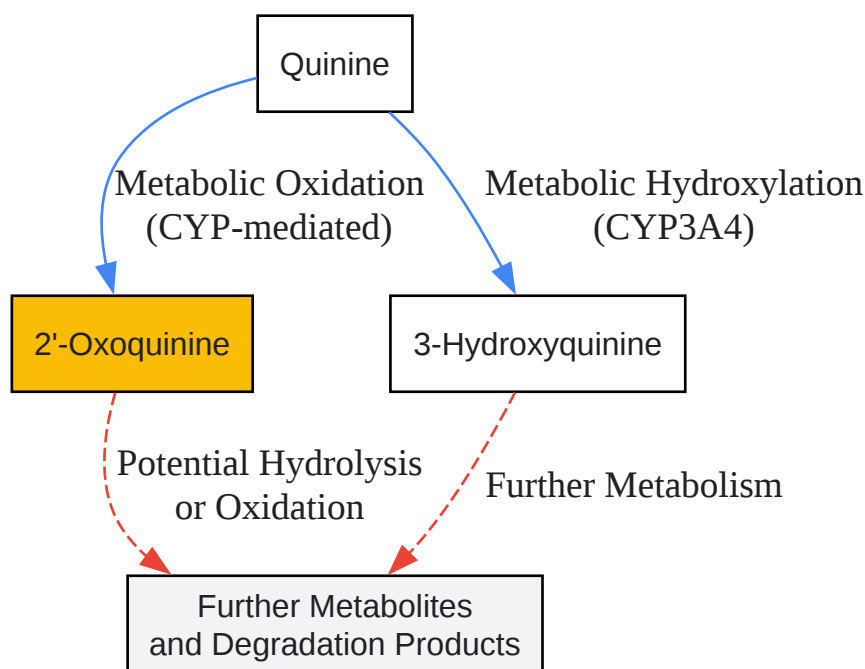 Quinine
Metabolic Oxidation
(CYP-mediated)
Metabolic Hydroxylation
(CYP3A4)
2'-Oxoquinine
3-Hydroxyquinine
Potential Hydrolysis
or Oxidation
Further Metabolism
Further Metabolites
and Degradation Products